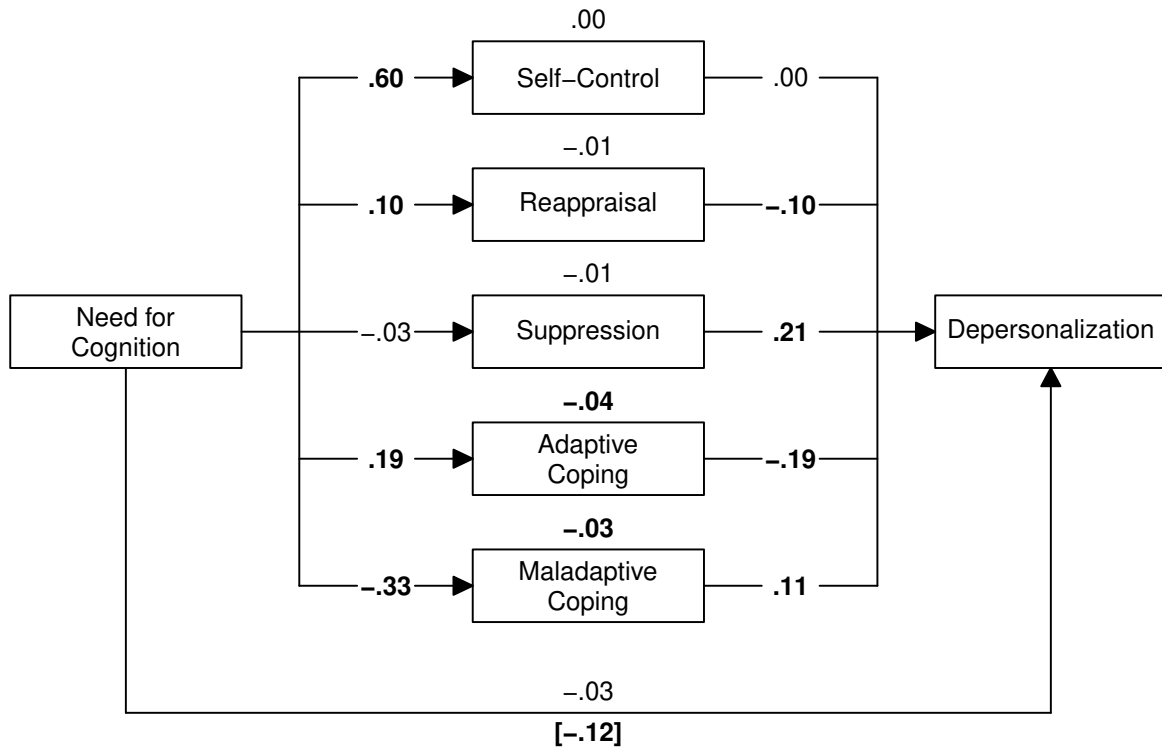 .00
.60
Self−Control
.00
−.01
.10
Reappraisal
−.10
−.01
Need for
Cognition
−.03
Suppression
.21
Depersonalization
−.04
.19
Adaptive
Coping
−.19
−.03
−.33
Maladaptive
Coping
.11
−.03
[−.12]